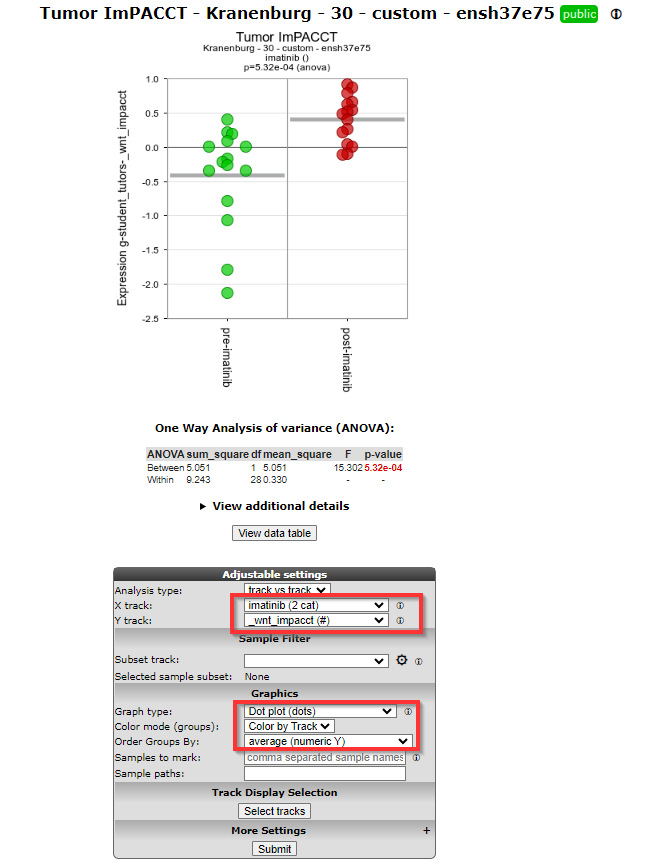 Tumor ImPACCT - Kranenburg - 30 - custom - ensh37e75 public
Tumor ImPACCT
Kranenburg - 30 - custom - ensh37e75
imatinib ()
p=5.32e-04 (anova)
Expression g-student_tutors-_wnt_impacct
1.0
0.5
0.0
-0.5
-1.0
-1.5
-2.0
-2.5
pre-imatinib
post-imatinib
One Way Analysis of variance (ANOVA):
ANOVA sum_square df mean_square F p-value
Between 5.051 1 5.051 15.302 5.32e-04
Within 9.243 28 0.330 - -
▶ View additional details
View data table
Adjustable settings
Analysis type: track vs track
X track: imatinib (2 cat)
Y track: _wnt_impacct (#)
Sample Filter
Subset track:
Selected sample subset: None
Graphics
Graph type: Dot plot (dots)
Color mode (groups): Color by Track
Order Groups By: average (numeric Y)
Samples to mark: comma separated sample names
Sample paths:
Track Display Selection
Select tracks
More Settings +
Submit